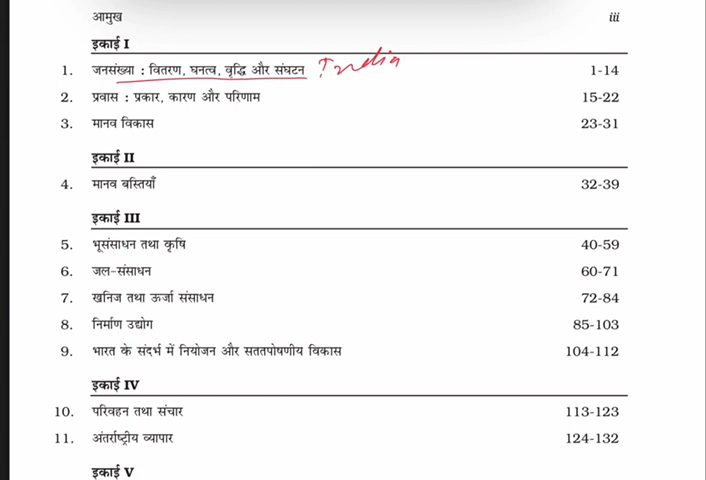 आमुख iii
इकाई I
1. जनसंख्या : वितरण, घनत्व, वृद्धि और संघटन India 1-14
2. प्रवास : प्रकार, कारण और परिणाम 15-22
3. मानव विकास 23-31
इकाई II
4. मानव बस्तियाँ 32-39
इकाई III
5. भूसंसाधन तथा कृषि 40-59
6. जल-संसाधन 60-71
7. खनिज तथा ऊर्जा संसाधन 72-84
8. निर्माण उद्योग 85-103
9. भारत के संदर्भ में नियोजन और सततपोषणीय विकास 104-112
इकाई IV
10. परिवहन तथा संचार 113-123
11. अंतर्राष्ट्रीय व्यापार 124-132
इकाई V